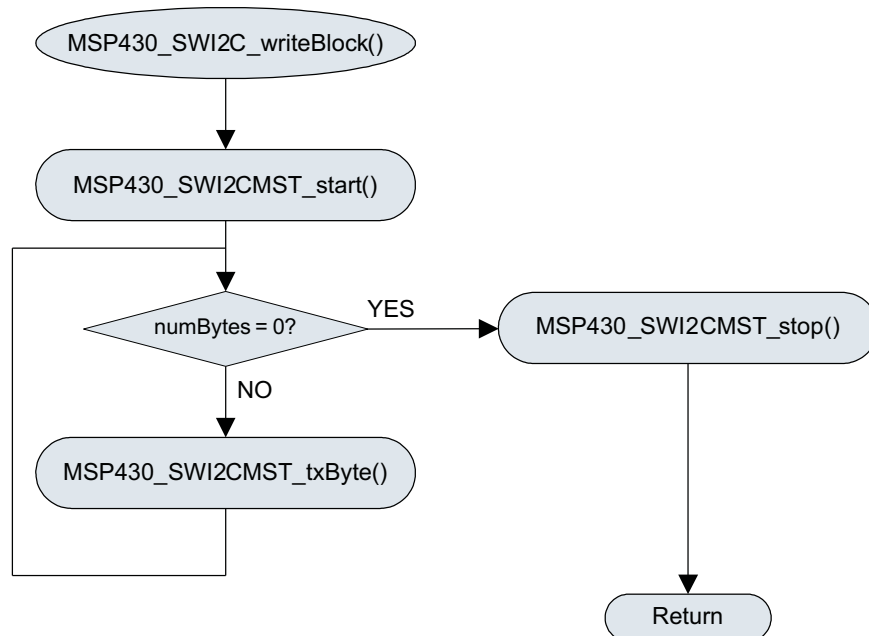 MSP430_SWI2C_writeBlock()
MSP430_SWI2CMST_start()
numBytes = 0?
YES
MSP430_SWI2CMST_stop()
NO
MSP430_SWI2CMST_txByte()
Return